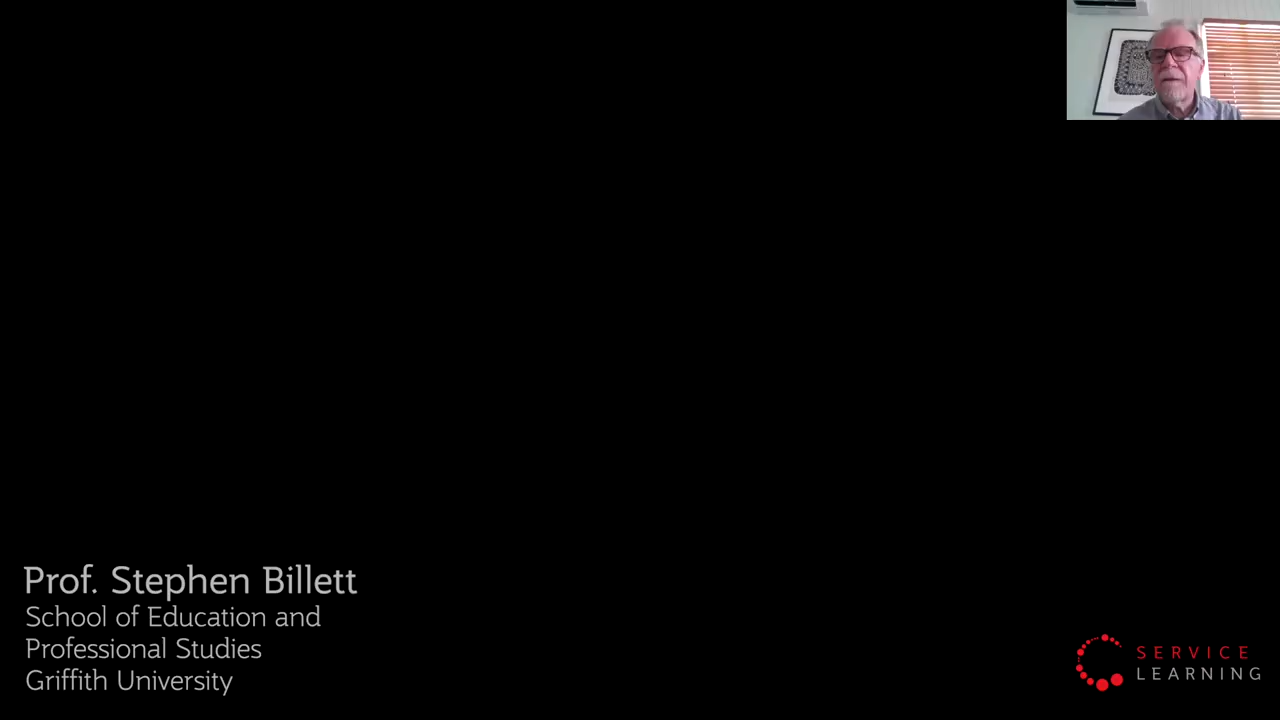 Prof. Stephen Billett
School of Education and
Professional Studies
Griffith University
SERVICE
LEARNING